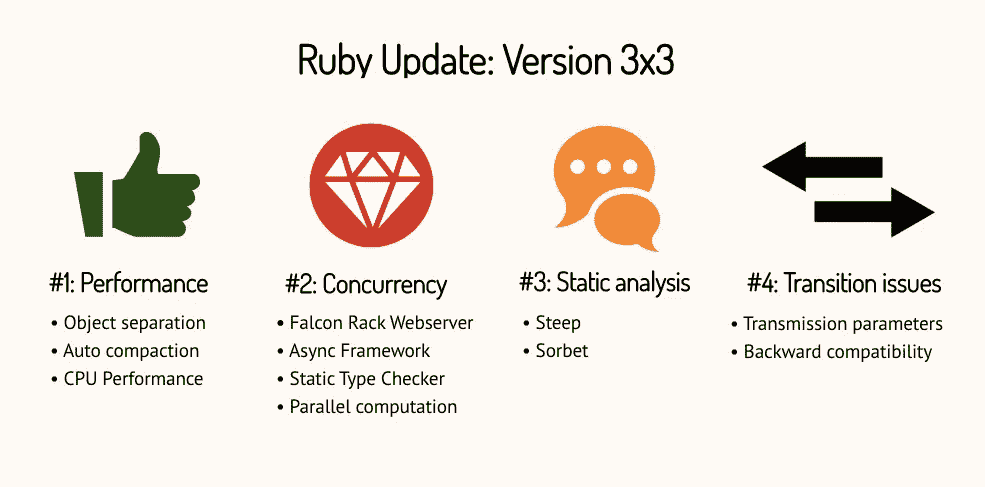 Ruby Update: Version 3x3
#1: Performance
• Object separation
• Auto compaction
• CPU Performance
#2: Concurrency
• Falcon Rack Webserver
• Async Framework
• Static Type Checker
• Parallel computation
#3: Static analysis
• Steep
• Sorbet
#4: Transition issues
• Transmission parameters
• Backward compatibility